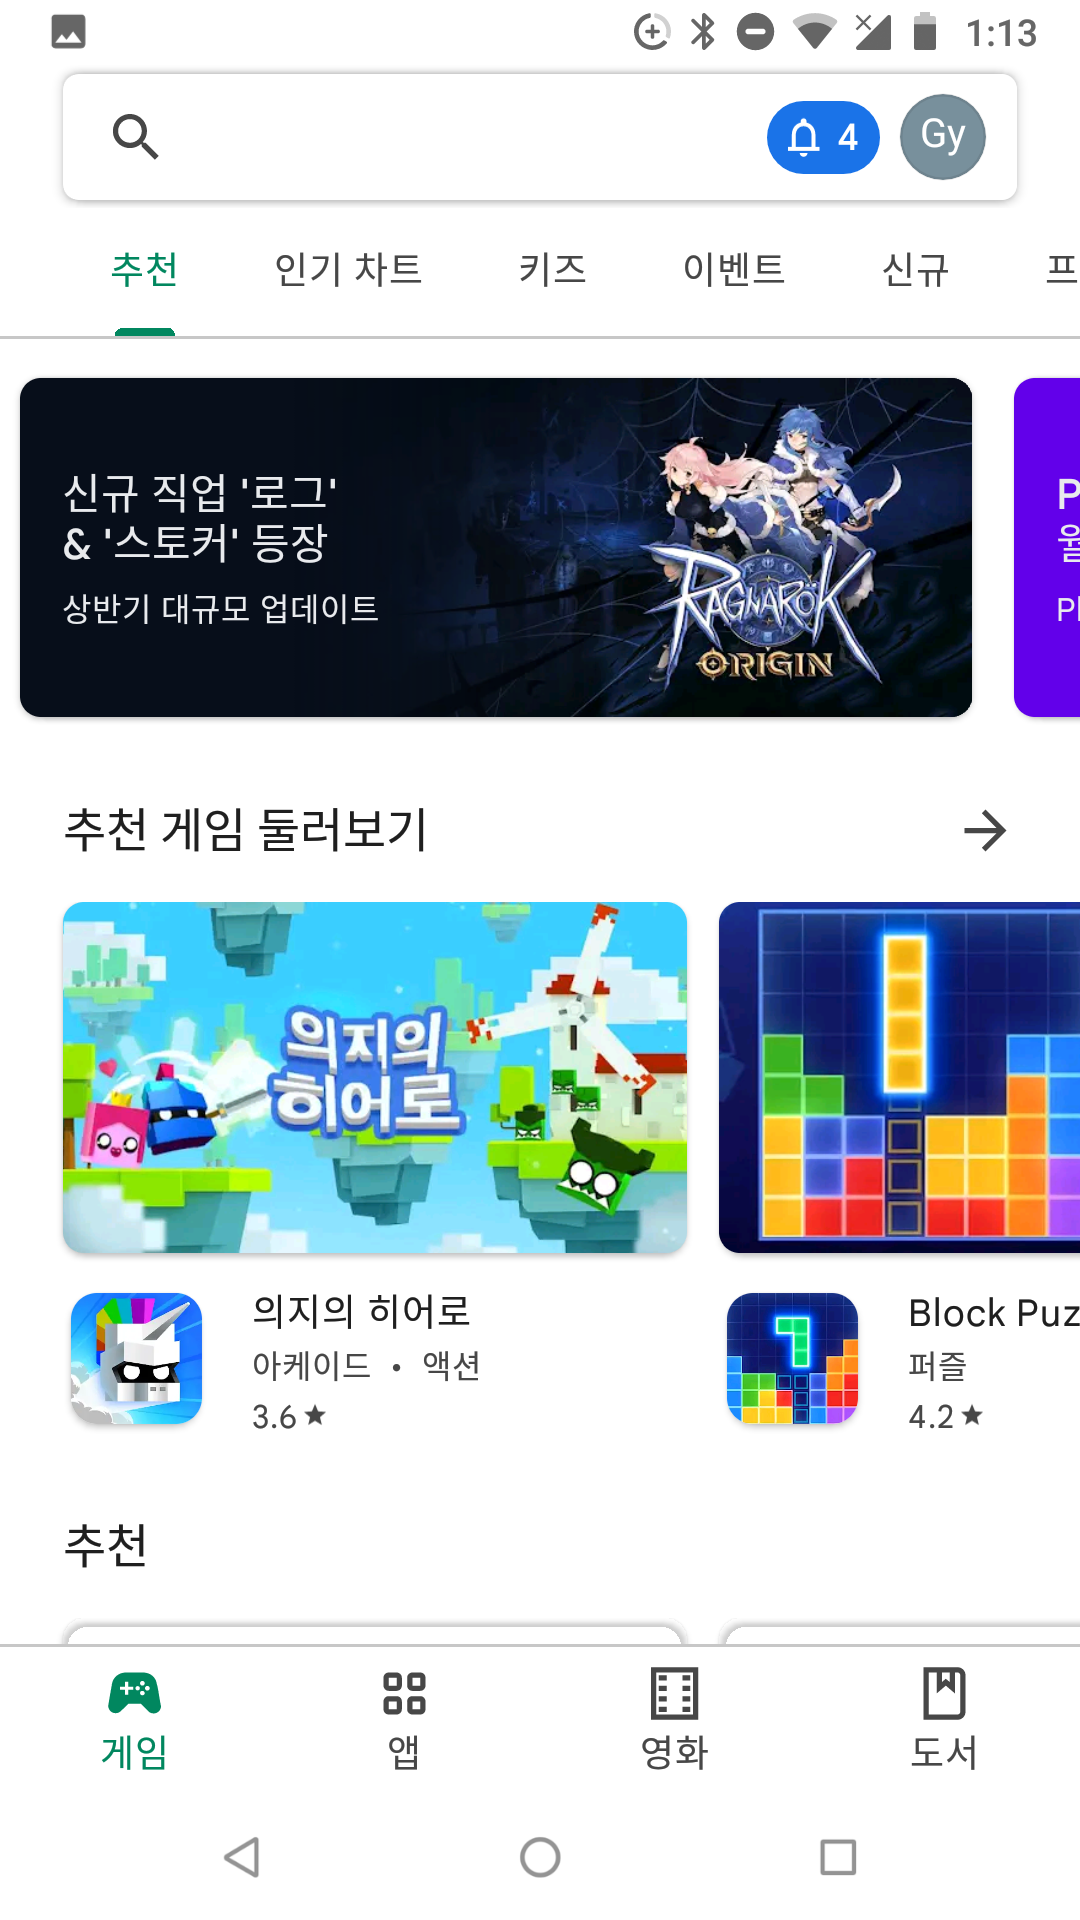 1:13
4
Gy
추천 인기 차트 키즈 이벤트 신규 프
신규 직업 '로그'
& '스토커' 등장
상반기 대규모 업데이트
RAGNARÖK
ORIGIN
P
월
Pl
추천 게임 둘러보기
의지의
히어로
의지의 히어로
아케이드 • 액션
3.6 ★
Block Puz
퍼즐
4.2 ★
추천
게임 앱 영화 도서